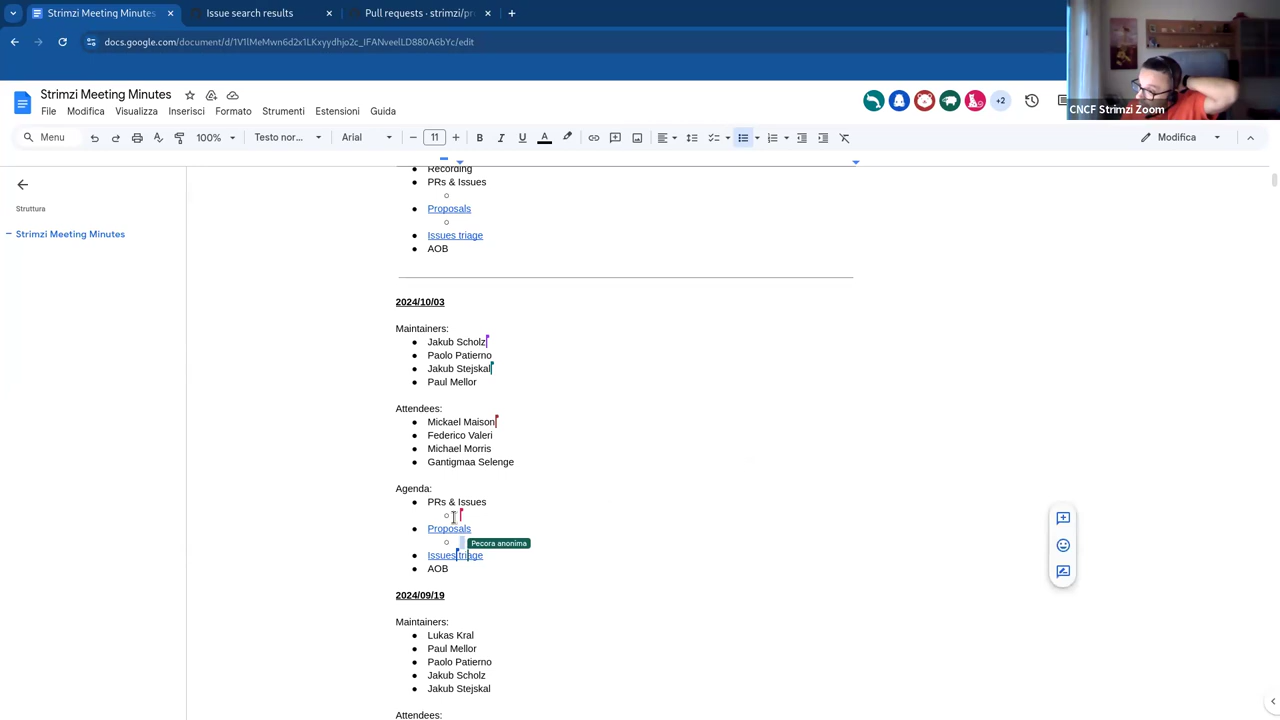 Strimzi Meeting Minutes
Issue search results
Pull requests · strimzi/pr
docs.google.com/document/d/1V1lMeMwn6d2x1LKxyydhjo2c_IFANveelLD880A6bYc/edit
CNCF Strimzi Zoom
Strimzi Meeting Minutes
File Modifica Visualizza Inserisci Formato Strumenti Estensioni Guida
+2
Menu
100%
Testo nor...
Arial
11
B I U A
Modifica
Struttura
Strimzi Meeting Minutes
Recording
PRs & Issues
Proposals
Issues triage
AOB
2024/10/03
Maintainers:
Jakub Scholz
Paolo Patierno
Jakub Stejskal
Paul Mellor
Attendees:
Mickael Maison
Federico Valeri
Michael Morris
Gantigmaa Selenge
Agenda:
PRs & Issues
Proposals
Pecora anonima
Issues triage
AOB
2024/09/19
Maintainers:
Lukas Kral
Paul Mellor
Paolo Patierno
Jakub Scholz
Jakub Stejskal
Attendees: